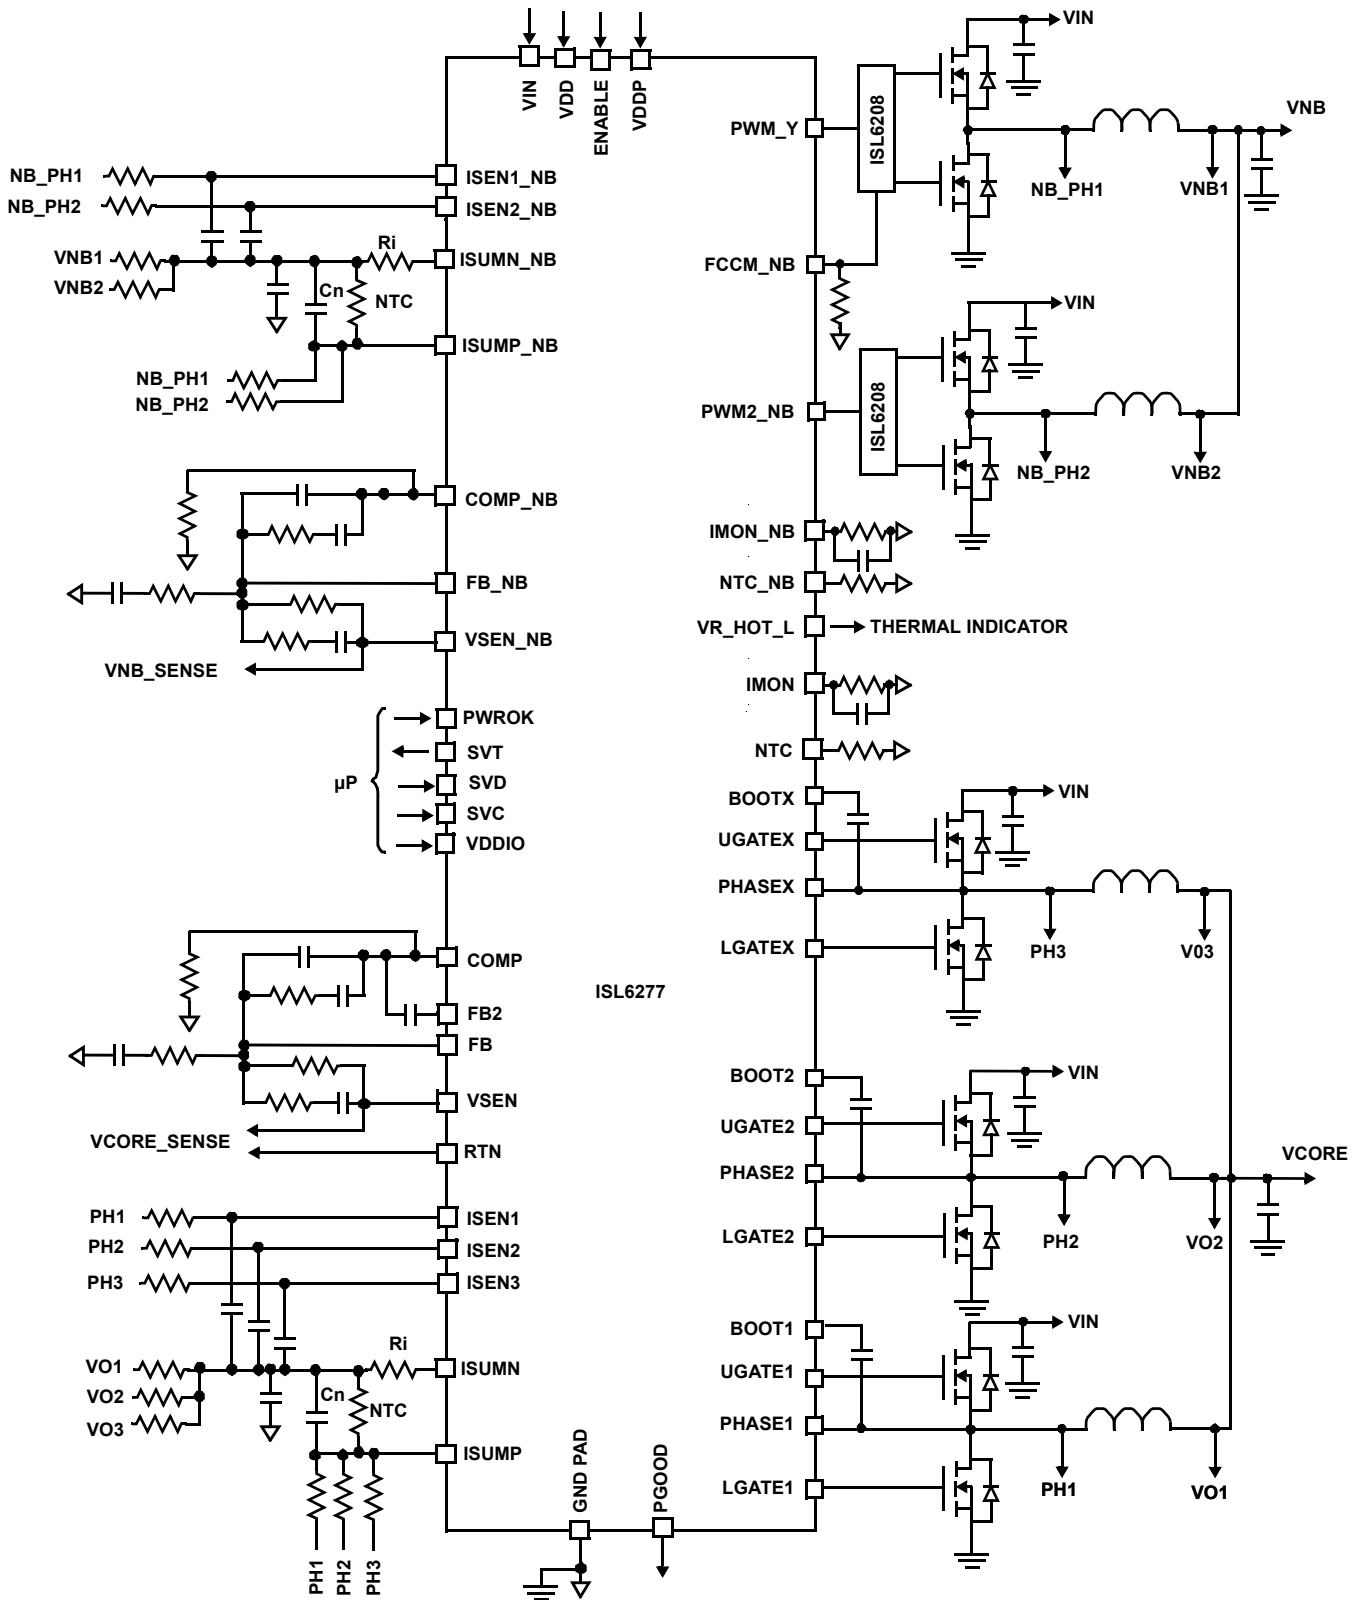 VIN
VDD
ENABLE
VDDP
NB_PH1
NB_PH2
VNB1
VNB2
Ri
Cn
NTC
NB_PH1
NB_PH2
ISEN1_NB
ISEN2_NB
ISUMN_NB
ISUMP_NB
COMP_NB
FB_NB
VSEN_NB
VNB_SENSE
µP
PWROK
SVT
SVD
SVC
VDDIO
COMP
FB2
FB
VSEN
VCORE_SENSE
RTN
PH1
PH2
PH3
ISEN1
ISEN2
ISEN3
VO1
VO2
VO3
Ri
Cn
NTC
ISUMN
ISUMP
PH1
PH2
PH3
GND PAD
PGOOD
ISL6277
PWM_Y
FCCM_NB
PWM2_NB
IMON_NB
NTC_NB
VR_HOT_L
THERMAL INDICATOR
IMON
NTC
BOOTX
UGATEX
PHASEX
LGATEX
BOOT2
UGATE2
PHASE2
LGATE2
BOOT1
UGATE1
PHASE1
LGATE1
ISL6208
VIN
NB_PH1
VNB1
VNB
ISL6208
VIN
NB_PH2
VNB2
VIN
PH3
V03
VIN
PH2
VO2
VCORE
VIN
PH1
VO1